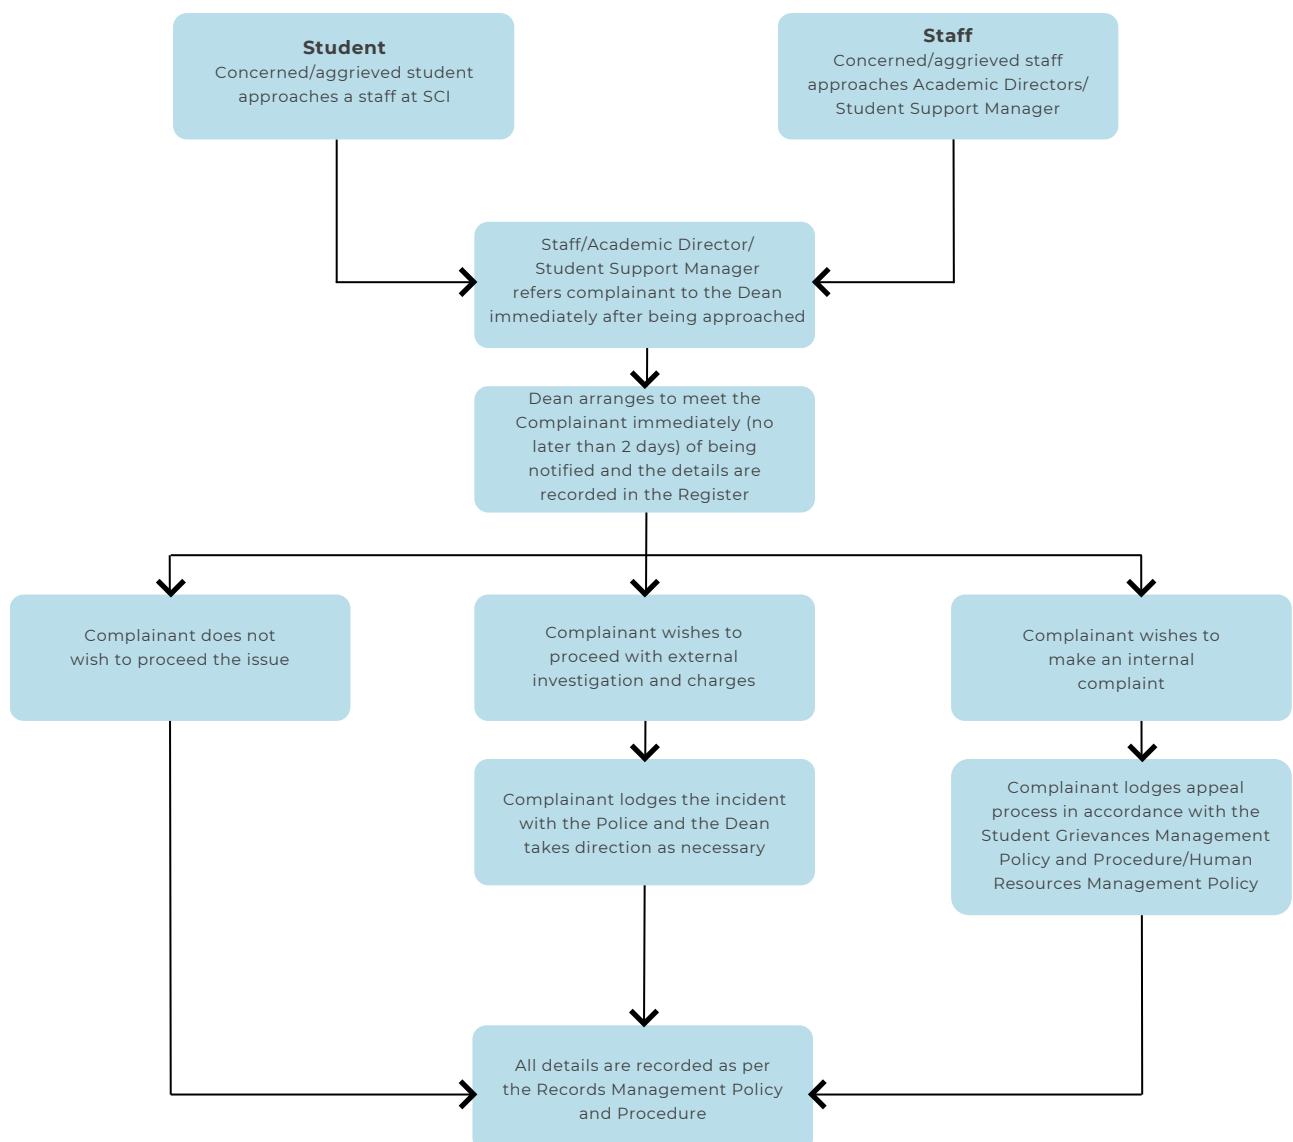 Student
Concerned/aggrieved student
approaches a staff at SCI
Staff
Concerned/aggrieved staff
approaches Academic Directors/
Student Support Manager
Staff/Academic Director/
Student Support Manager
refers complainant to the Dean
immediately after being approached
Dean arranges to meet the
Complainant immediately (no
later than 2 days) of being
notified and the details are
recorded in the Register
Complainant does not
wish to proceed the issue
Complainant wishes to
proceed with external
investigation and charges
Complainant wishes to
make an internal
complaint
Complainant lodges the incident
with the Police and the Dean
takes direction as necessary
Complainant lodges appeal
process in accordance with the
Student Grievances Management
Policy and Procedure/Human
Resources Management Policy
All details are recorded as per
the Records Management Policy
and Procedure